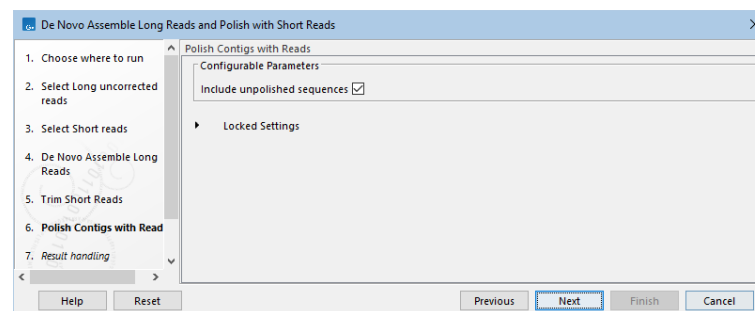 De Novo Assemble Long Reads and Polish with Short Reads
1. Choose where to run
2. Select Long uncorrected
reads
3. Select Short reads
4. De Novo Assemble Long
Reads
5. Trim Short Reads
6. Polish Contigs with Read
7. Result handling
Polish Contigs with Reads
Configurable Parameters
Include unpolished sequences
Locked Settings
Help Reset Previous Next Finish Cancel